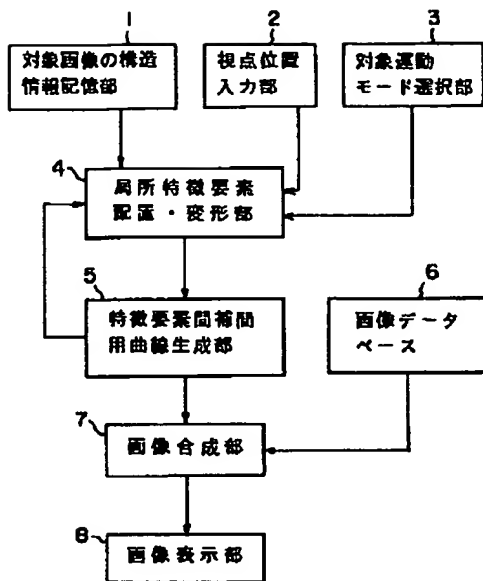 1
対象画像の構造
情報記憶部
2
視点位置
入力部
3
対象運動
モード選択部
4
局所特徴要素
配置・変形部
5
特徴要素間補間
用曲線生成部
6
画像データ
ベース
7
画像合成部
8
画像表示部